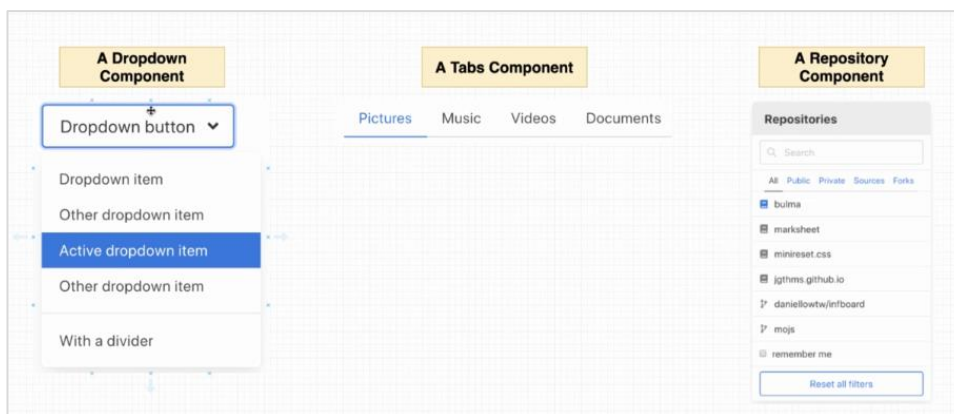 A Dropdown
Component
Dropdown button
Dropdown item
Other dropdown item
Active dropdown item
Other dropdown item
With a divider
A Tabs Component
Pictures Music Videos Documents
A Repository
Component
Repositories
Search
All Public Private Sources Forks
bulma
marksheet
minireset.css
jgthms.github.io
daniellowtw/infboard
mojs
remember me
Reset all filters